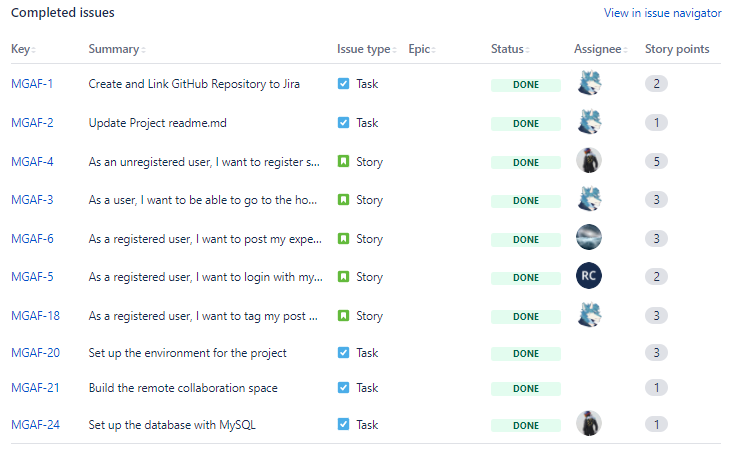 Completed issues View in issue navigator
Key Summary Issue type Epic Status Assignee Story points
MGAF-1 Create and Link GitHub Repository to Jira Task DONE 2
MGAF-2 Update Project readme.md Task DONE 1
MGAF-4 As an unregistered user, I want to register s... Story DONE 5
MGAF-3 As a user, I want to be able to go to the ho... Story DONE 3
MGAF-6 As a registered user, I want to post my expe... Story DONE 3
MGAF-5 As a registered user, I want to login with my... Story DONE RC 2
MGAF-18 As a registered user, I want to tag my post ... Story DONE 3
MGAF-20 Set up the environment for the project Task DONE 3
MGAF-21 Build the remote collaboration space Task DONE 1
MGAF-24 Set up the database with MySQL Task DONE 1